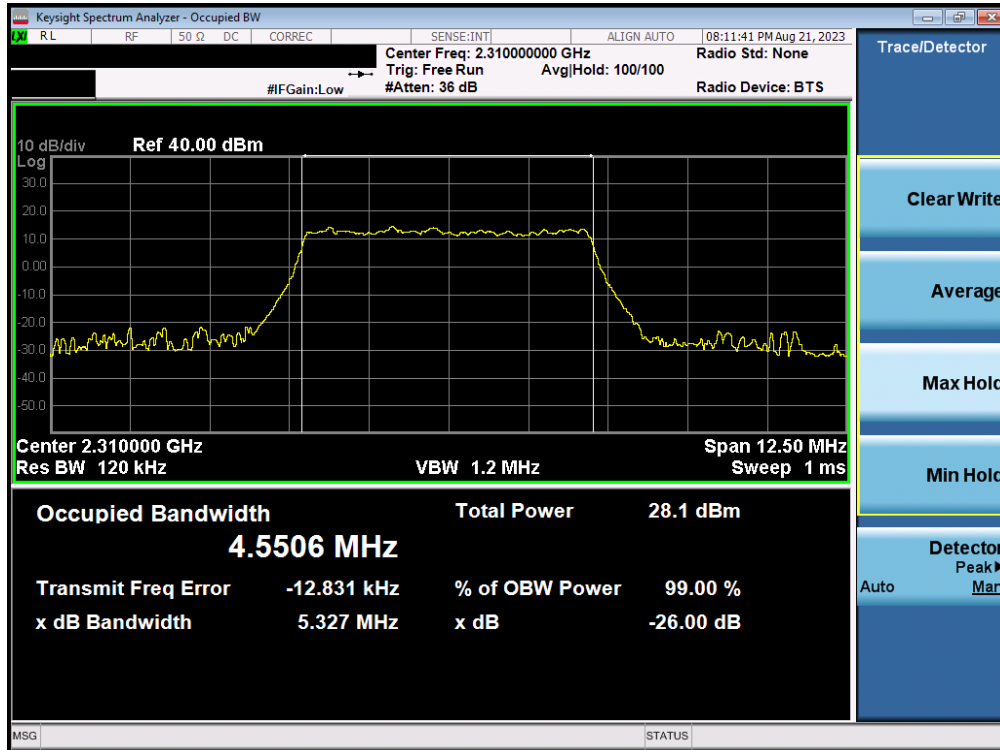 Keysight Spectrum Analyzer - Occupied BW
LXI RL RF 50 Ω DC CORREC SENSE:INT ALIGN AUTO 08:11:41 PM Aug 21, 2023
Center Freq: 2.310000000 GHz Radio Std: None
Trig: Free Run Avg|Hold: 100/100
#IFGain:Low #Atten: 36 dB Radio Device: BTS
Trace/Detector
10 dB/div Ref 40.00 dBm
Log
30.0
20.0
10.0
0.00
-10.0
-20.0
-30.0
-40.0
-50.0
Center 2.310000 GHz Span 12.50 MHz
Res BW 120 kHz VBW 1.2 MHz Sweep 1 ms
Occupied Bandwidth Total Power 28.1 dBm
4.5506 MHz
Transmit Freq Error -12.831 kHz % of OBW Power 99.00 %
x dB Bandwidth 5.327 MHz x dB -26.00 dB
Clear Write
Average
Max Hold
Min Hold
Detector
Peak▶
Auto Man
MSG STATUS